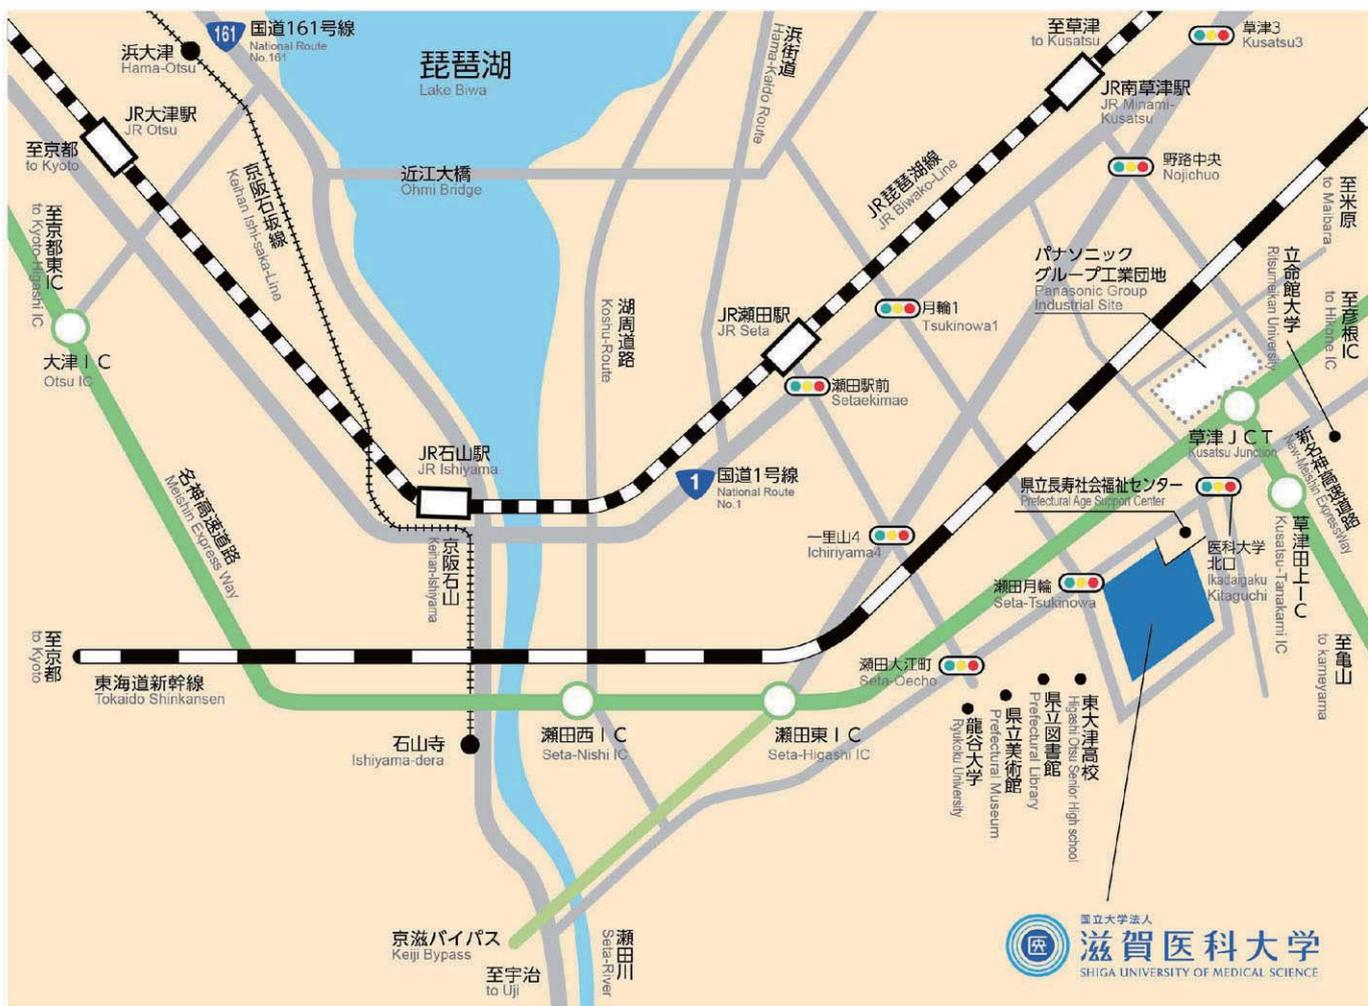 161
国道161号線
National Route
No.161
浜大津
Hama-Otsu
琵琶湖
Lake Biwa
浜街道
Hama-Kaido Route
至草津
to Kusatsu
草津3
Kusatsu3
JR南草津駅
JR Minami-
Kusatsu
JR大津駅
JR Otsu
至京都
to Kyoto
近江大橋
Ohmi Bridge
野路中央
Nojichuo
京阪石坂線
Keihan Ishi-saka-Line
JR琵琶湖線
JR Biwako-Line
至米原
to Maibara
至京都東IC
to Kyoto-Higashi IC
パナソニック
グループ工業団地
Panasonic Group
Industrial Site
立命館大学
Ritsumeikan University
至彦根IC
to Hikone IC
湖周道路
Koshu-Route
JR瀬田駅
JR Seta
月輪1
Tsukinowa1
大津IC
Otsu IC
瀬田駅前
Setaekimae
草津JCT
Kusatsu Junction
新名神高速道路
New-Meishin ExpressWay
JR石山駅
JR Ishiyama
1
国道1号線
National Route
No.1
県立長寿社会福祉センター
Prefectural Age Support Center
名神高速道路
Meishin Express Way
一里山4
Ichiriyama4
医科大学
北口
Ikadaigaku
Kitaguchi
草津田上IC
Kusatsu-Tanakami IC
京阪石山
Keihan-Ishiyama
瀬田月輪
Seta-Tsukinowa
至京都
to Kyoto
東海道新幹線
Tokaido Shinkansen
瀬田大江町
Seta-Oecho
至亀山
to kameyama
石山寺
Ishiyama-dera
瀬田西IC
Seta-Nishi IC
瀬田東IC
Seta-Higashi IC
龍谷大学
Ryukoku University
県立美術館
Prefectural Museum
県立図書館
Prefectural Library
東大津高校
Higashi Otsu Senior High school
京滋バイパス
Keiji Bypass
至宇治
to Uji
瀬田川
Seta-River
医
国立大学法人
滋賀医科大学
SHIGA UNIVERSITY OF MEDICAL SCIENCE